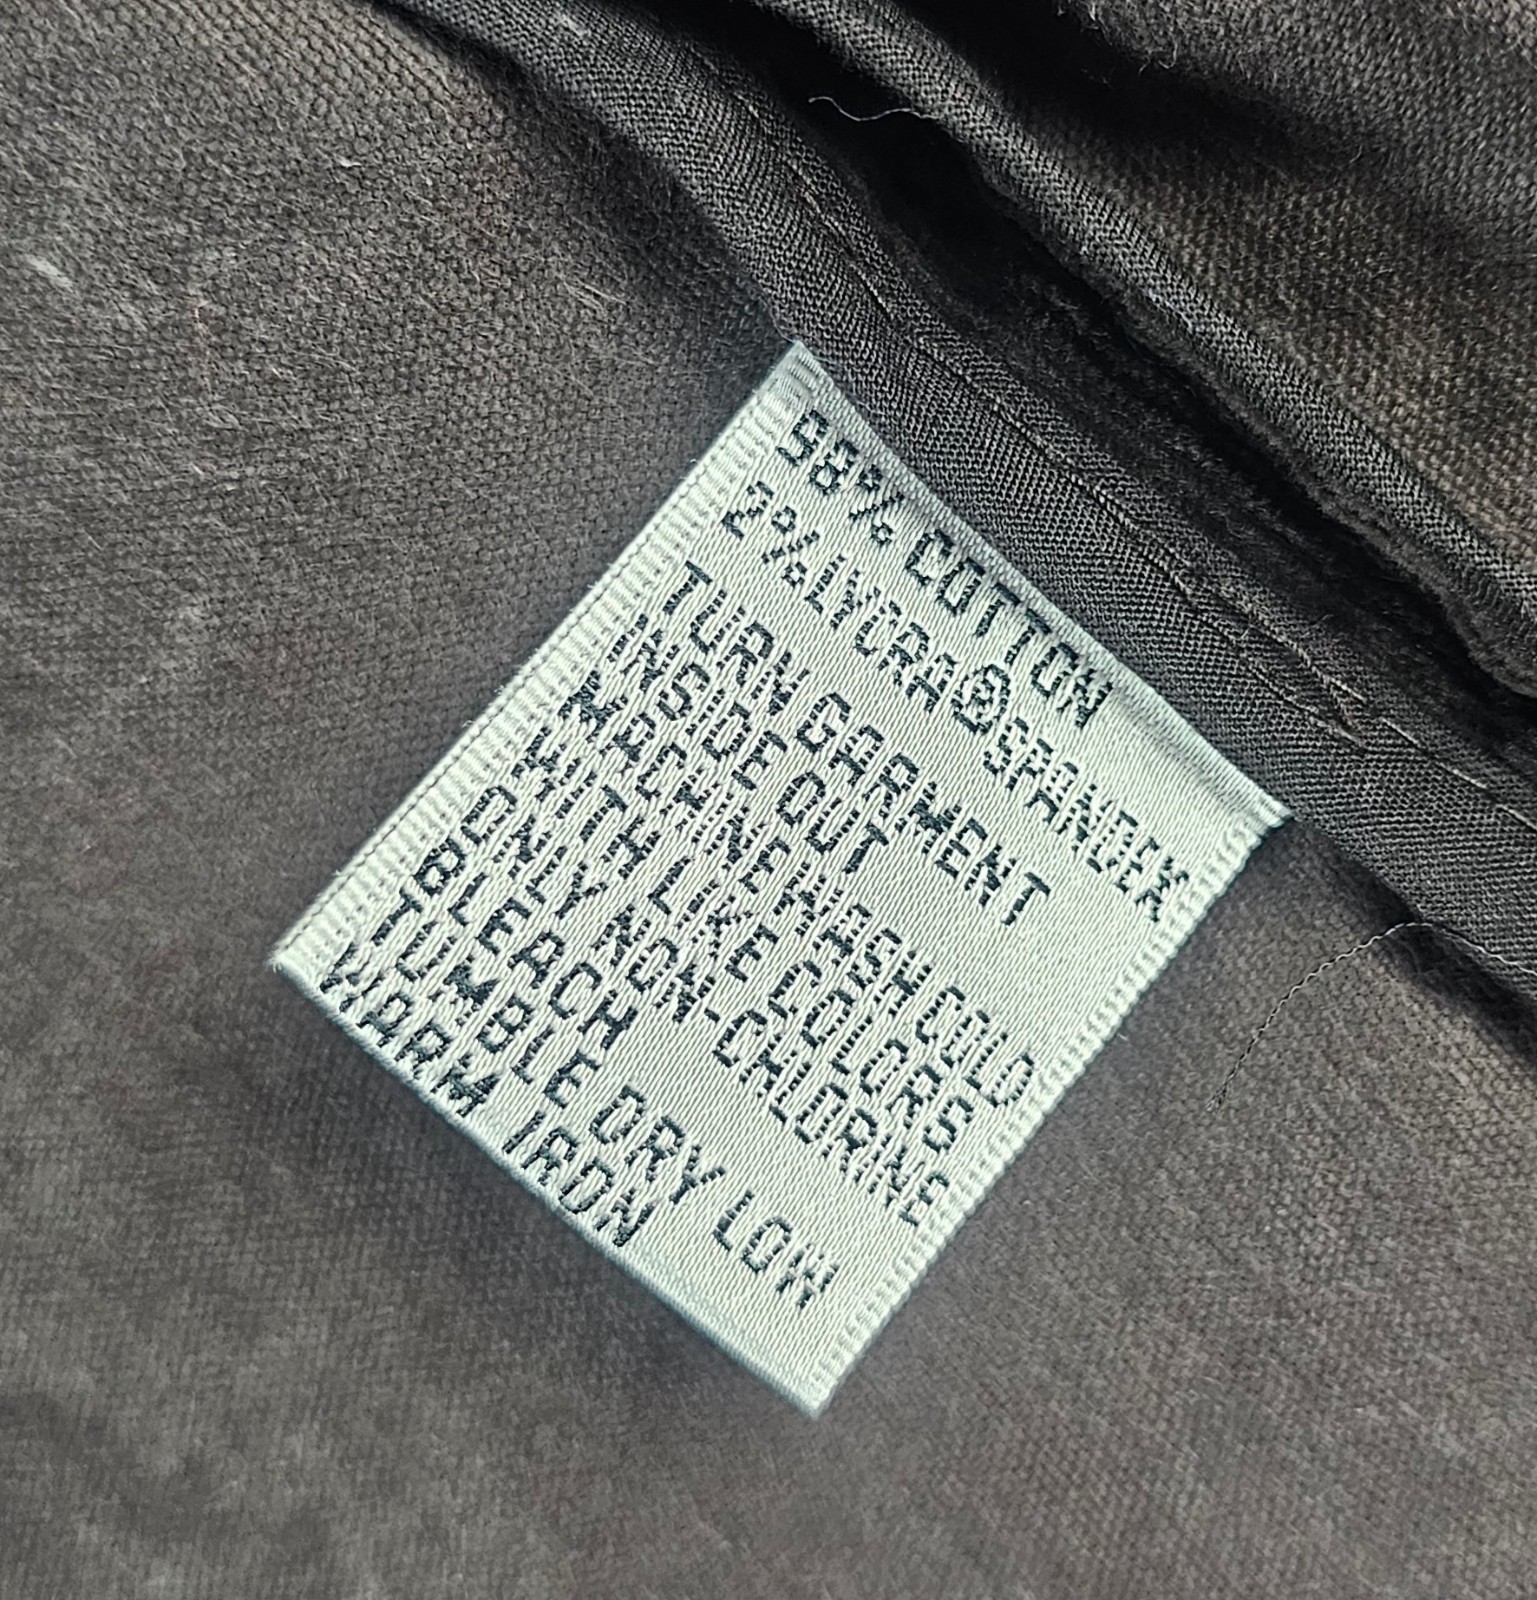 98% COTTON
2% LYCRA® SPANDEX
TURN GARMENT
INSIDE OUT
MACHINE WASH COLD
WITH LIKE COLORS
ONLY NON-CHLORINE
BLEACH
TUMBLE DRY LOW
WARM IRON